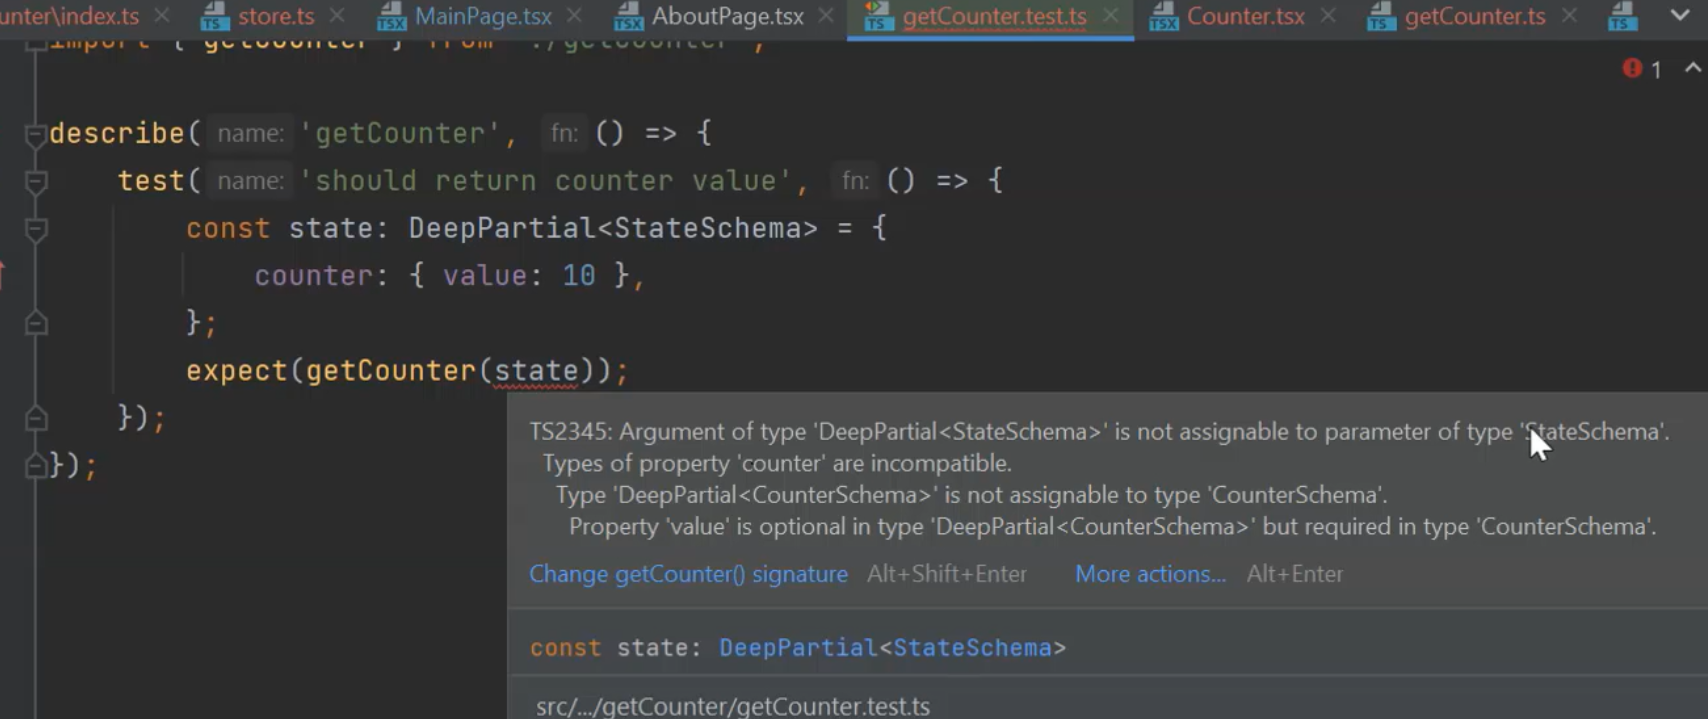 unter\index.ts store.ts MainPage.tsx AboutPage.tsx getCounter.test.ts Counter.tsx getCounter.ts
import { getCounter } from './getCounter';
1
describe( name: 'getCounter', fn: () => {
test( name: 'should return counter value', fn: () => {
const state: DeepPartial<StateSchema> = {
counter: { value: 10 },
};
expect(getCounter(state));
});
});
TS2345: Argument of type 'DeepPartial<StateSchema>' is not assignable to parameter of type 'StateSchema'.
Types of property 'counter' are incompatible.
Type 'DeepPartial<CounterSchema>' is not assignable to type 'CounterSchema'.
Property 'value' is optional in type 'DeepPartial<CounterSchema>' but required in type 'CounterSchema'.
Change getCounter() signature Alt+Shift+Enter More actions... Alt+Enter
const state: DeepPartial<StateSchema>
src/.../getCounter/getCounter.test.ts